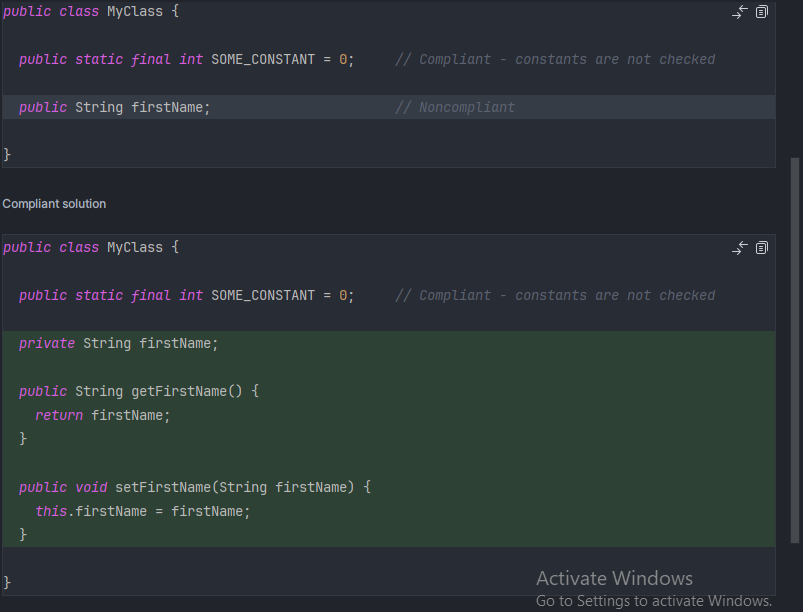 public class MyClass {
public static final int SOME_CONSTANT = 0;     // Compliant - constants are not checked
public String firstName;                       // Noncompliant
}
Compliant solution
public class MyClass {
public static final int SOME_CONSTANT = 0;     // Compliant - constants are not checked
private String firstName;
public String getFirstName() {
return firstName;
}
public void setFirstName(String firstName) {
this.firstName = firstName;
}
}
Activate Windows
Go to Settings to activate Windows.